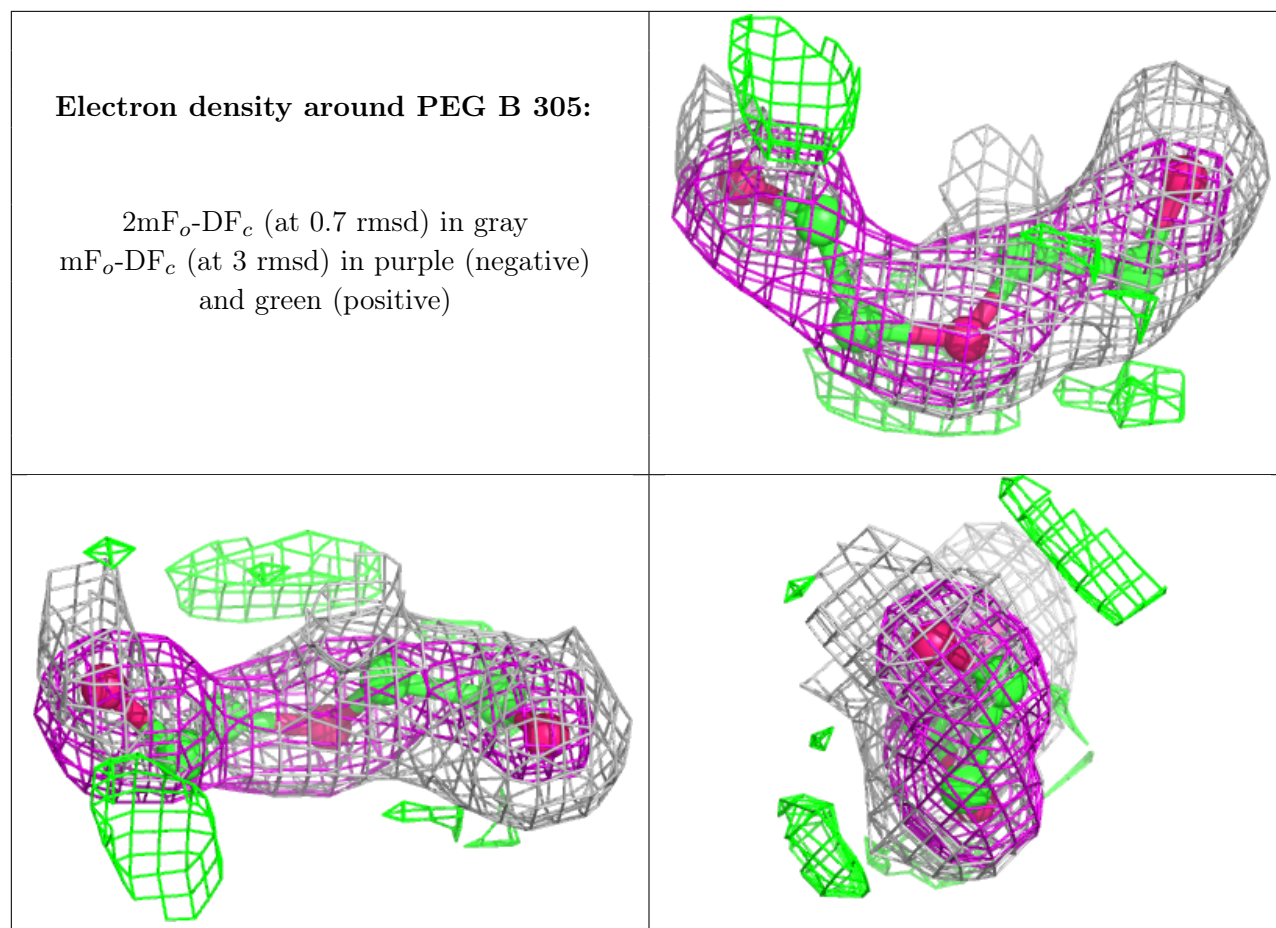 Electron density around PEG B 305:
2mFo-DFc (at 0.7 rmsd) in gray
mFo-DFc (at 3 rmsd) in purple (negative)
and green (positive)